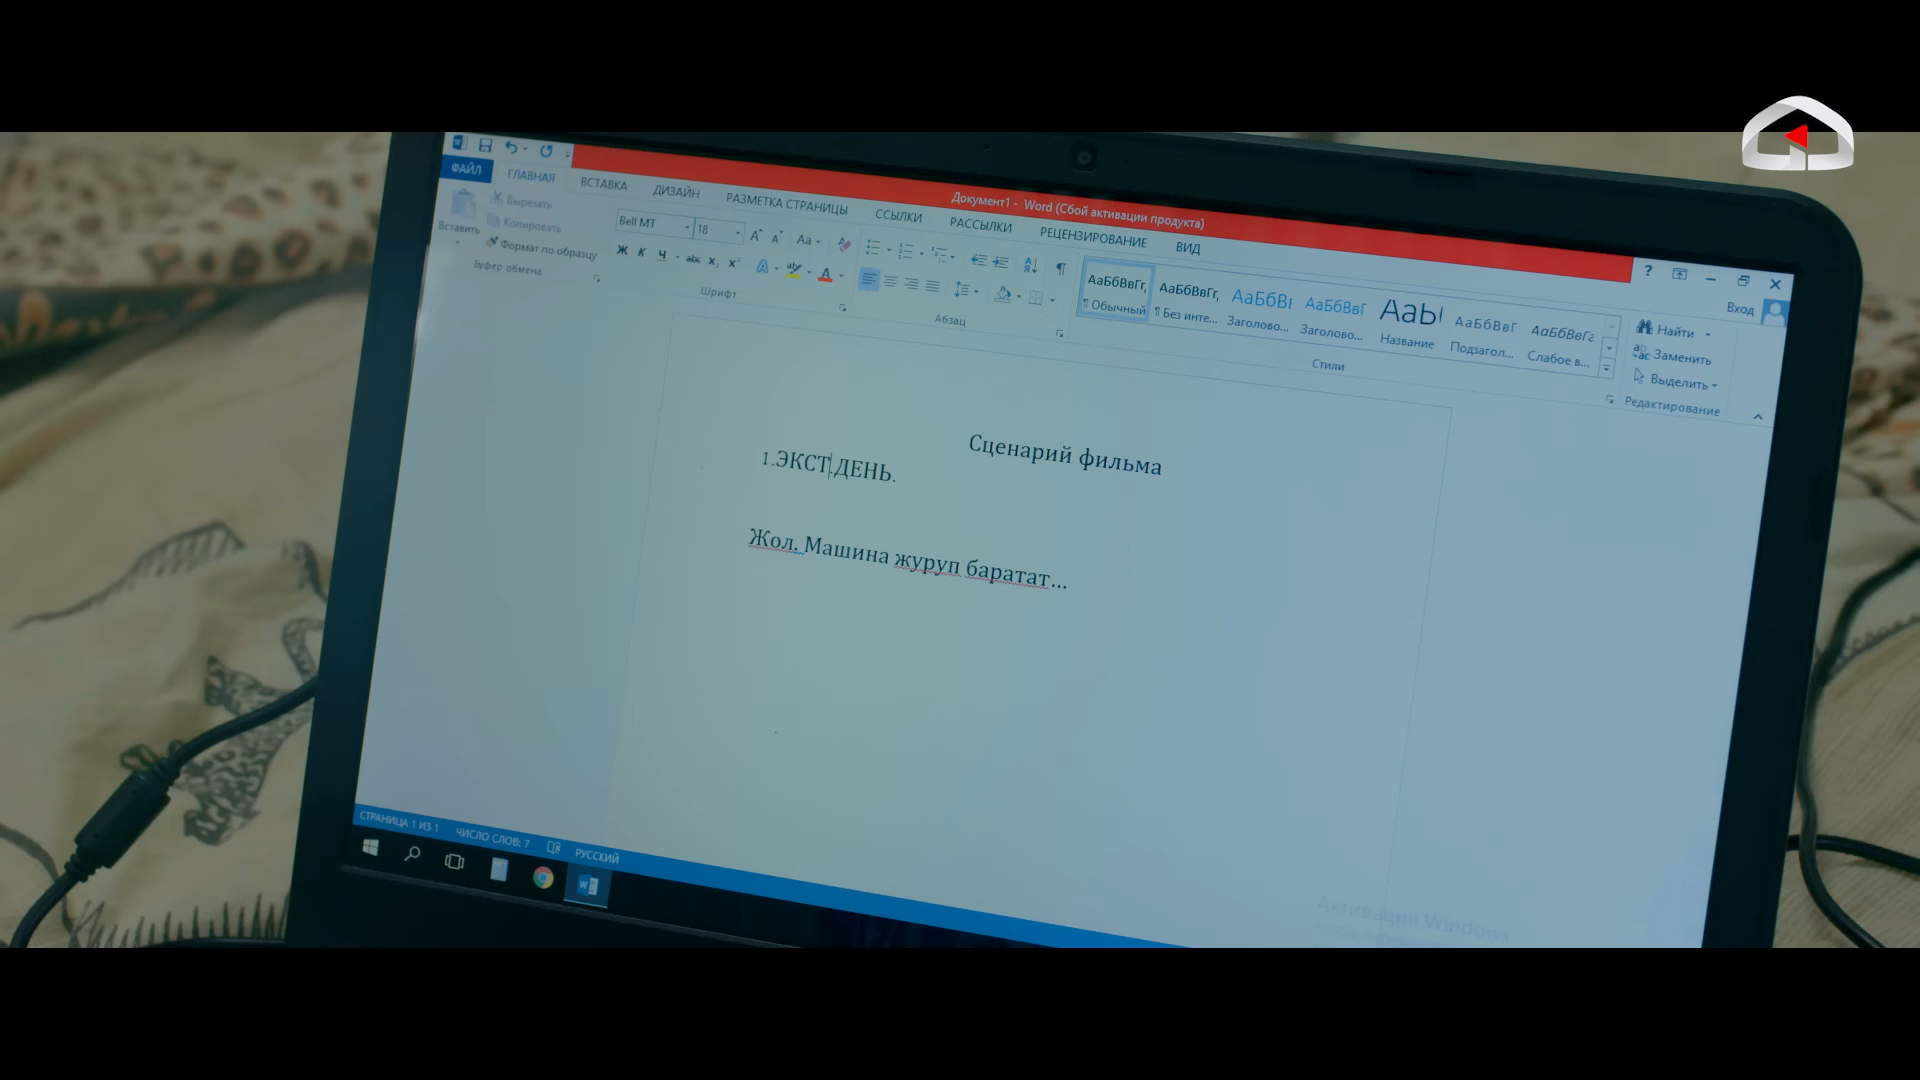 Документ1 - Word (Сбой активации продукта)
ФАЙЛ ГЛАВНАЯ ВСТАВКА ДИЗАЙН РАЗМЕТКА СТРАНИЦЫ ССЫЛКИ РАССЫЛКИ РЕЦЕНЗИРОВАНИЕ ВИД
Вход
Вставить
Вырезать
Копировать
Формат по образцу
Буфер обмена
Bell MT 18
Ж К Ч
Шрифт
Абзац
АаБбВвГг, АаБбВвГг, АаБбВı АаБбВвГ АаЫ АаБбВвГ АаБбВвГг
¶ Обычный ¶ Без инте... Заголово... Заголово... Название Подзагол... Слабое в...
Стили
Найти
Заменить
Выделить
Редактирование
Сценарий фильма
1.ЭКСТ.ДЕНЬ.
Жол. Машина журуп баратат...
Активация Windows
СТРАНИЦА 1 ИЗ 1 ЧИСЛО СЛОВ: 7 РУССКИЙ